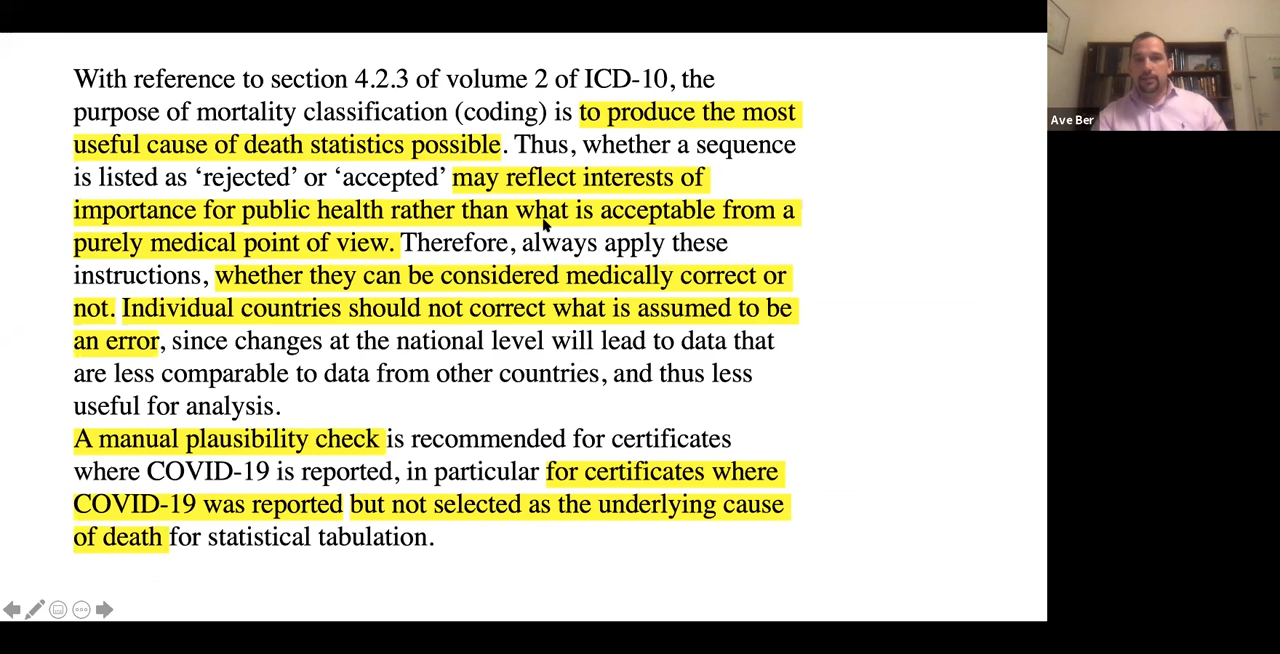 With reference to section 4.2.3 of volume 2 of ICD-10, the
purpose of mortality classification (coding) is to produce the most
useful cause of death statistics possible. Thus, whether a sequence
is listed as ‘rejected’ or ‘accepted’ may reflect interests of
importance for public health rather than what is acceptable from a
purely medical point of view. Therefore, always apply these
instructions, whether they can be considered medically correct or
not. Individual countries should not correct what is assumed to be
an error, since changes at the national level will lead to data that
are less comparable to data from other countries, and thus less
useful for analysis.
A manual plausibility check is recommended for certificates
where COVID-19 is reported, in particular for certificates where
COVID-19 was reported but not selected as the underlying cause
of death for statistical tabulation.
Ave Ber